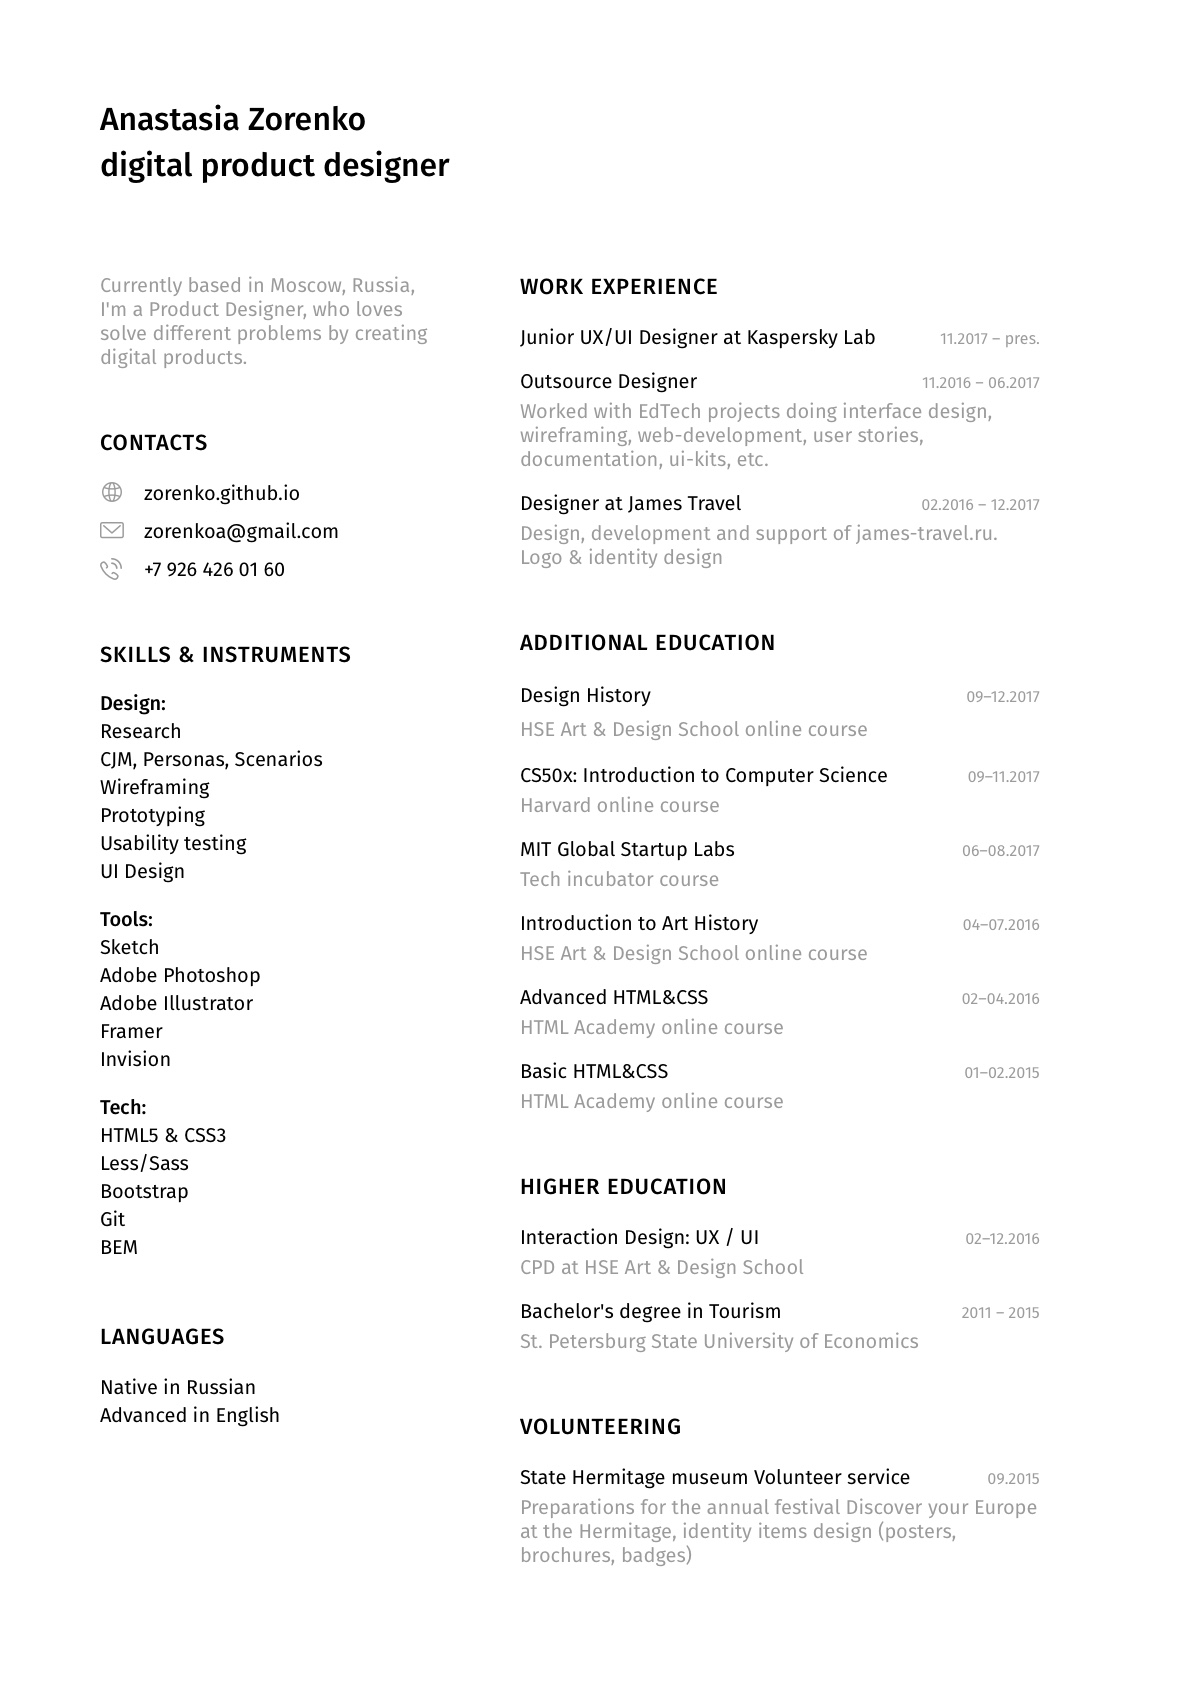 Anastasia Zorenko
digital product designer
Currently based in Moscow, Russia,
I'm a Product Designer, who loves
solve different problems by creating
digital products.
CONTACTS
zorenko.github.io
zorenkoa@gmail.com
+7 926 426 01 60
SKILLS & INSTRUMENTS
Design:
Research
CJM, Personas, Scenarios
Wireframing
Prototyping
Usability testing
UI Design
Tools:
Sketch
Adobe Photoshop
Adobe Illustrator
Framer
Invision
Tech:
HTML5 & CSS3
Less/Sass
Bootstrap
Git
BEM
LANGUAGES
Native in Russian
Advanced in English
WORK EXPERIENCE
Junior UX/UI Designer at Kaspersky Lab 11.2017 – pres.
Outsource Designer 11.2016 – 06.2017
Worked with EdTech projects doing interface design,
wireframing, web-development, user stories,
documentation, ui-kits, etc.
Designer at James Travel 02.2016 – 12.2017
Design, development and support of james-travel.ru.
Logo & identity design
ADDITIONAL EDUCATION
Design History 09–12.2017
HSE Art & Design School online course
CS50x: Introduction to Computer Science 09–11.2017
Harvard online course
MIT Global Startup Labs 06–08.2017
Tech incubator course
Introduction to Art History 04–07.2016
HSE Art & Design School online course
Advanced HTML&CSS 02–04.2016
HTML Academy online course
Basic HTML&CSS 01–02.2015
HTML Academy online course
HIGHER EDUCATION
Interaction Design: UX / UI 02–12.2016
CPD at HSE Art & Design School
Bachelor's degree in Tourism 2011 – 2015
St. Petersburg State University of Economics
VOLUNTEERING
State Hermitage museum Volunteer service 09.2015
Preparations for the annual festival Discover your Europe
at the Hermitage, identity items design (posters,
brochures, badges)